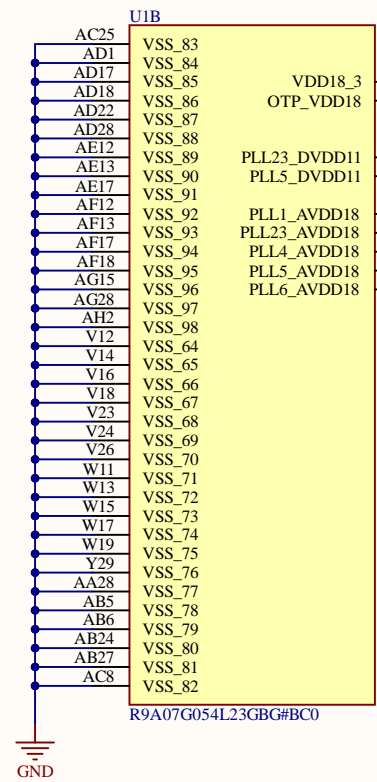 U1B
AC25 VSS_83
AD1 VSS_84
AD17 VSS_85 VDD18_3
AD18 VSS_86 OTP_VDD18
AD22 VSS_87
AD28 VSS_88
AE12 VSS_89 PLL23_DVDD11
AE13 VSS_90 PLL5_DVDD11
AE17 VSS_91
AF12 VSS_92 PLL1_AVDD18
AF13 VSS_93 PLL23_AVDD18
AF17 VSS_94 PLL4_AVDD18
AF18 VSS_95 PLL5_AVDD18
AG15 VSS_96 PLL6_AVDD18
AG28 VSS_97
AH2 VSS_98
V12 VSS_64
V14 VSS_65
V16 VSS_66
V18 VSS_67
V23 VSS_68
V24 VSS_69
V26 VSS_70
W11 VSS_71
W13 VSS_72
W15 VSS_73
W17 VSS_74
W19 VSS_75
Y29 VSS_76
AA28 VSS_77
AB5 VSS_78
AB6 VSS_79
AB24 VSS_80
AB27 VSS_81
AC8 VSS_82
R9A07G054L23GBG#BC0
GND